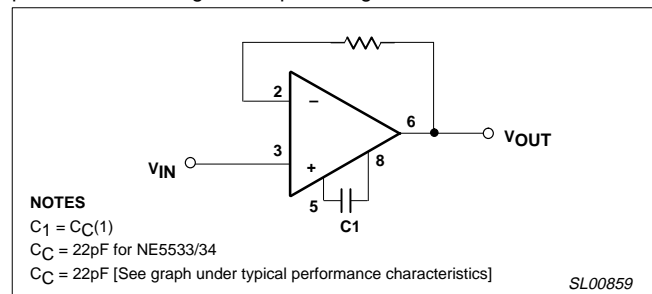 2
−
6
VOUT
3
VIN
+
8
5
C1
NOTES
C1 = CC(1)
CC = 22pF for NE5533/34
CC = 22pF [See graph under typical performance characteristics]
SL00859